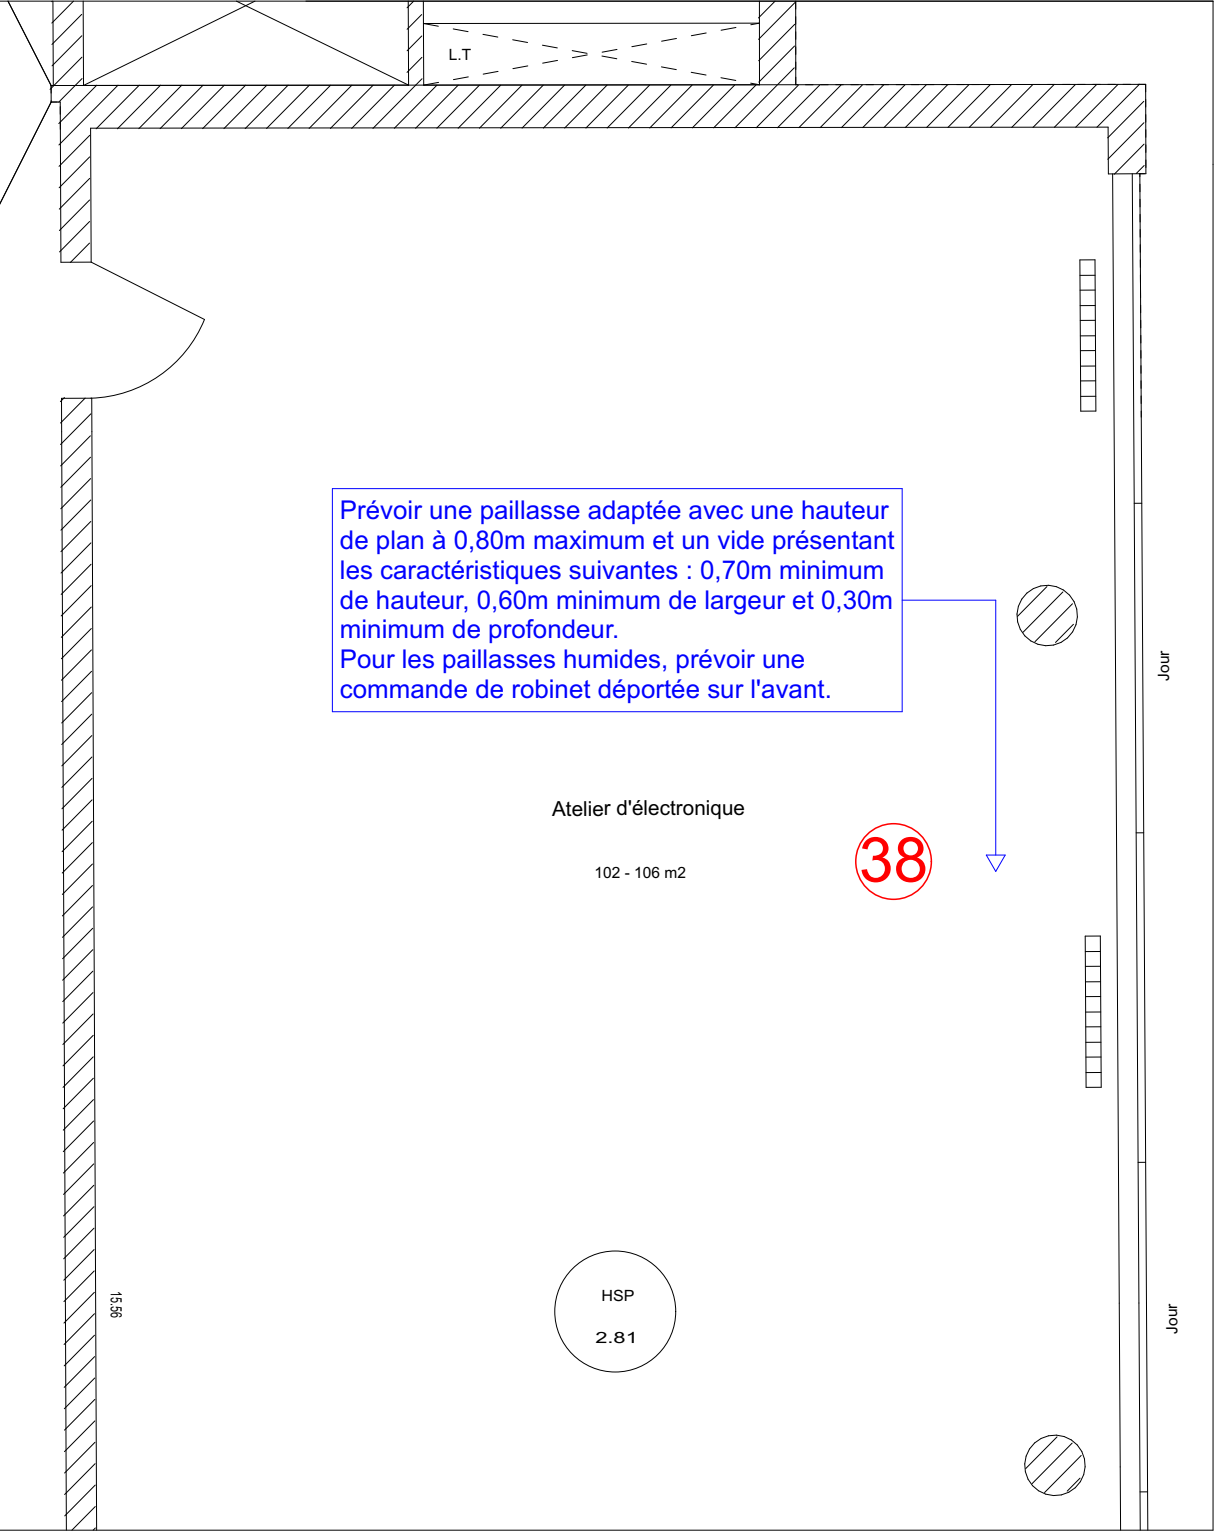 L.T
Prévoir une paillasse adaptée avec une hauteur
de plan à 0,80m maximum et un vide présentant
les caractéristiques suivantes : 0,70m minimum
de hauteur, 0,60m minimum de largeur et 0,30m
minimum de profondeur.
Pour les paillasses humides, prévoir une
commande de robinet déportée sur l'avant.
Jour
Atelier d'électronique
38
102 - 106 m2
HSP
2.81
15.56
Jour